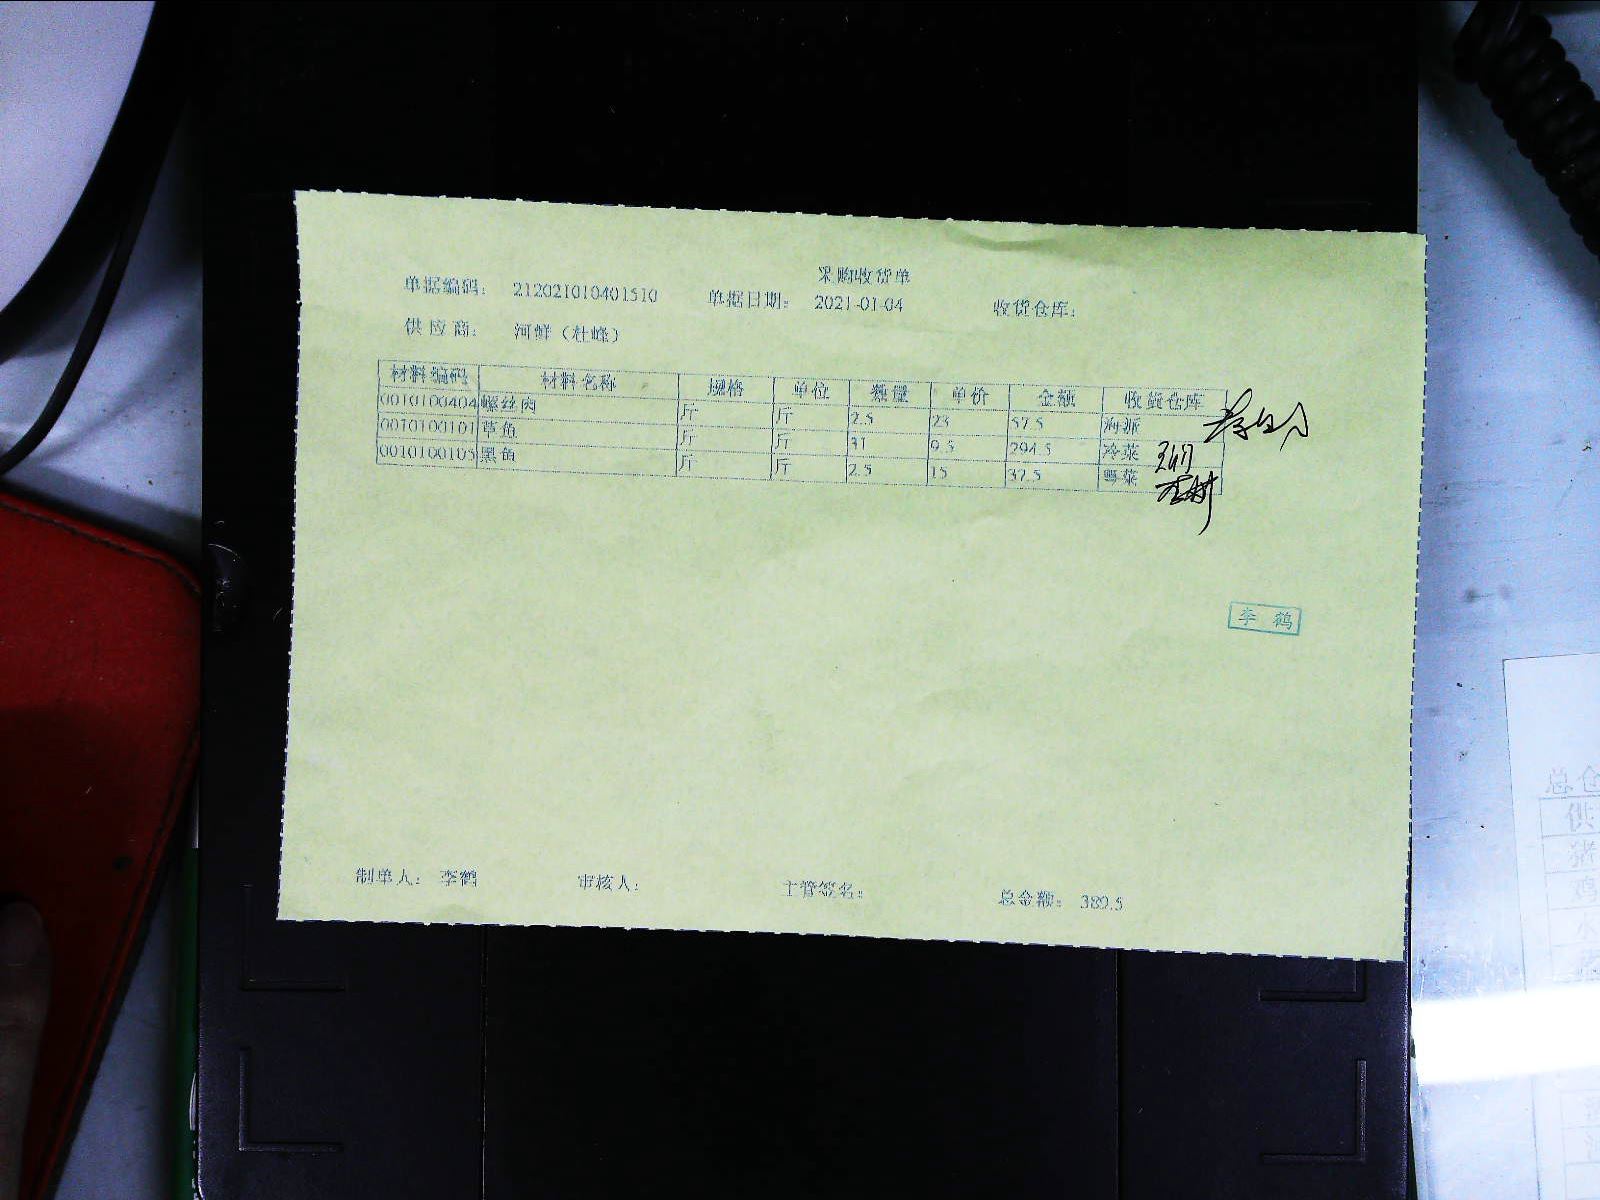 采购收货单
单据编码： 212021010401510 单据日期： 2021-01-04 收货仓库：
供应商： 河鲜（杜峰）
材料编码 材料名称 规格 单位 数量 单价 金额 收货仓库
0010100404 螺丝肉 斤 斤 2.5 23 57.5 海派
0010100101 草鱼 斤 斤 31 9.5 294.5 冷菜
0010100105 黑鱼 斤 斤 2.5 15 37.5 粤菜
李 鹤
制单人： 李鹤 审核人： 主管签名： 总金额： 389.5
总仓
供
猪
鸡